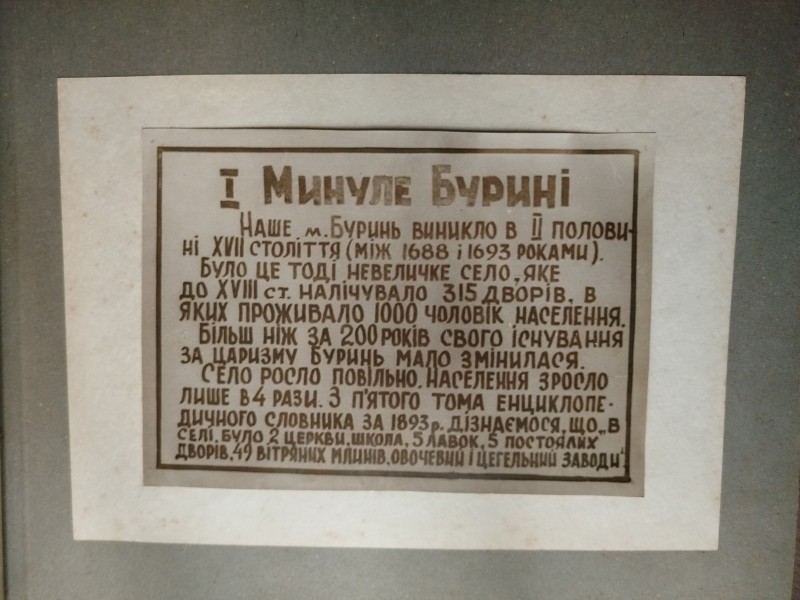 І Минуле Бурині
Наше м. Буринь виникло в ІІ полови-
ні XVII століття (між 1688 і 1693 роками).
Було це тоді невеличке село, яке
до XVIII ст. налічувало 315 дворів, в
яких проживало 1000 чоловік населення.
Більш ніж за 200 років свого існування
за царизму Буринь мало змінилася.
Село росло повільно. Населення зросло
лише в 4 рази. З п'ятого тома енциклопе-
дичного словника за 1893 р. дізнаємося, що „в
селі, було 2 церкви, школа, 5 лавок, 5 постоялих
дворів, 49 вітряних млинів, овочевий і цегельний заводи".